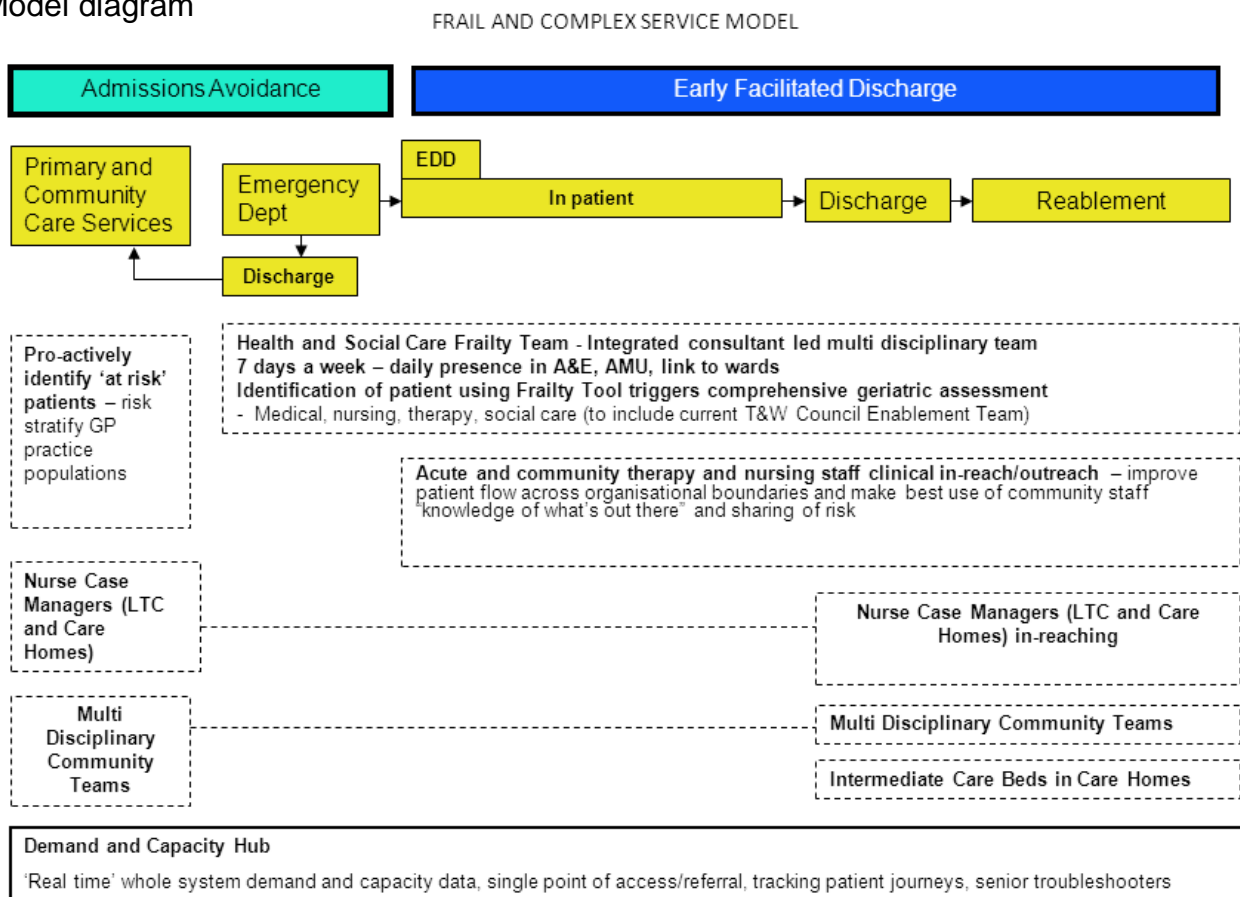 Model diagram
FRAIL AND COMPLEX SERVICE MODEL
Admissions Avoidance
Early Facilitated Discharge
Primary and
Community
Care Services
Emergency
Dept
EDD
In patient
Discharge
Reablement
Discharge
Pro-actively
identify ‘at risk’
patients – risk
stratify GP
practice
populations
Health and Social Care Frailty Team - Integrated consultant led multi disciplinary team
7 days a week – daily presence in A&E, AMU, link to wards
Identification of patient using Frailty Tool triggers comprehensive geriatric assessment
- Medical, nursing, therapy, social care (to include current T&W Council Enablement Team)
Acute and community therapy and nursing staff clinical in-reach/outreach – improve
patient flow across organisational boundaries and make best use of community staff
“knowledge of what’s out there” and sharing of risk
Nurse Case
Managers (LTC
and Care
Homes)
Nurse Case Managers (LTC and Care
Homes) in-reaching
Multi
Disciplinary
Community
Teams
Multi Disciplinary Community Teams
Intermediate Care Beds in Care Homes
Demand and Capacity Hub
‘Real time’ whole system demand and capacity data, single point of access/referral, tracking patient journeys, senior troubleshooters